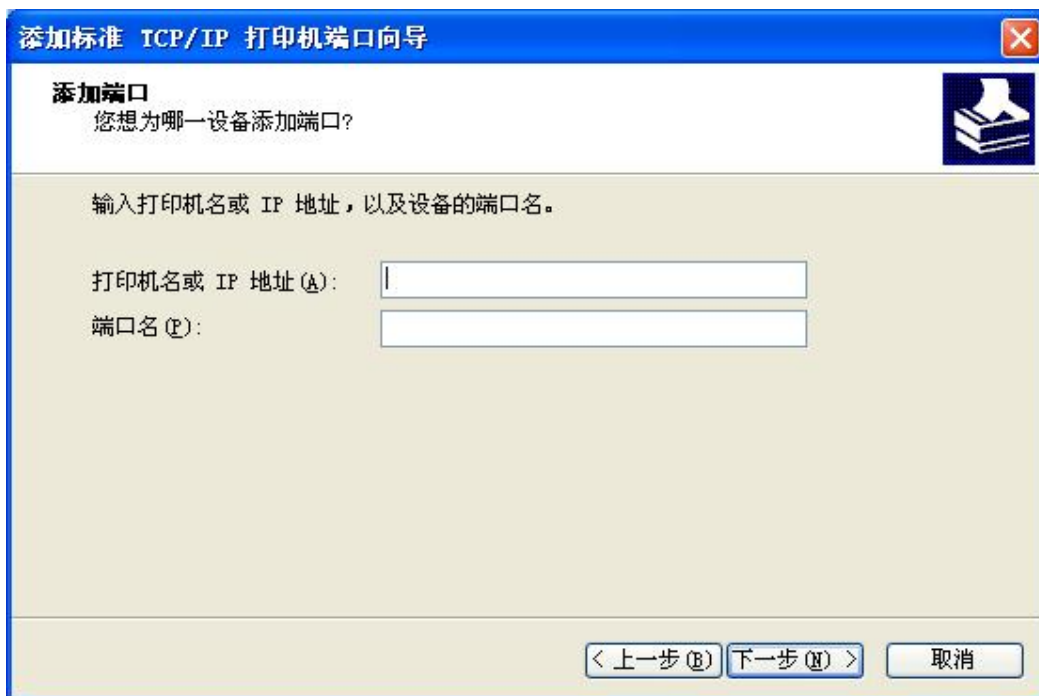 添加标准 TCP/IP 打印机端口向导
添加端口
您想为哪一设备添加端口?
输入打印机名或 IP 地址,以及设备的端口名。
打印机名或 IP 地址(A):
端口名(P):
< 上一步(B) 下一步(N) > 取消